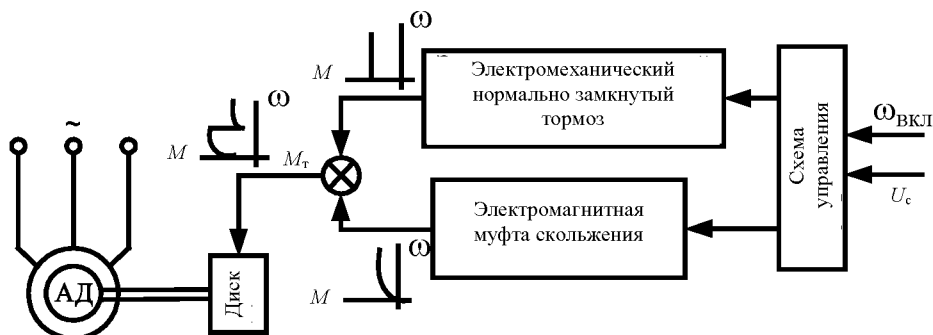 ω
M
Электромеханический
нормально замкнутый
тормоз
ω
~
M
Mт
ωВКЛ
Uс
Схема
управления
Электромагнитная
муфта скольжения
ω
M
АД
Диск